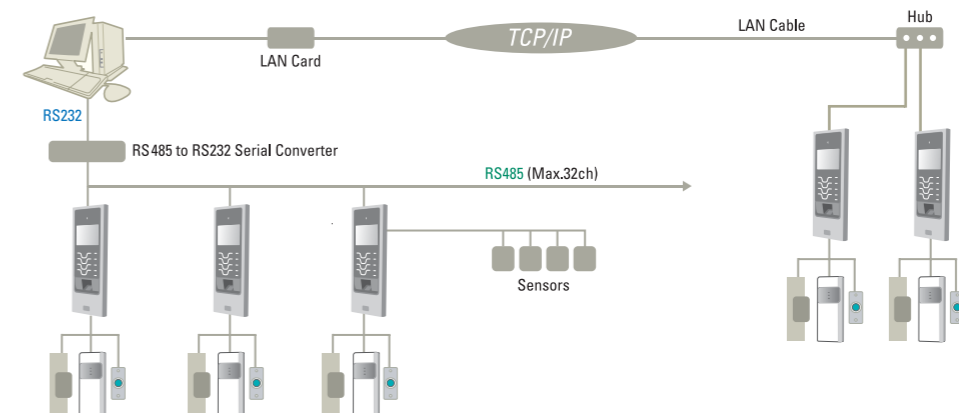 TCP/IP
LAN Cable
Hub
LAN Card
RS232
RS485 to RS232 Serial Converter
RS485 (Max.32ch)
Sensors